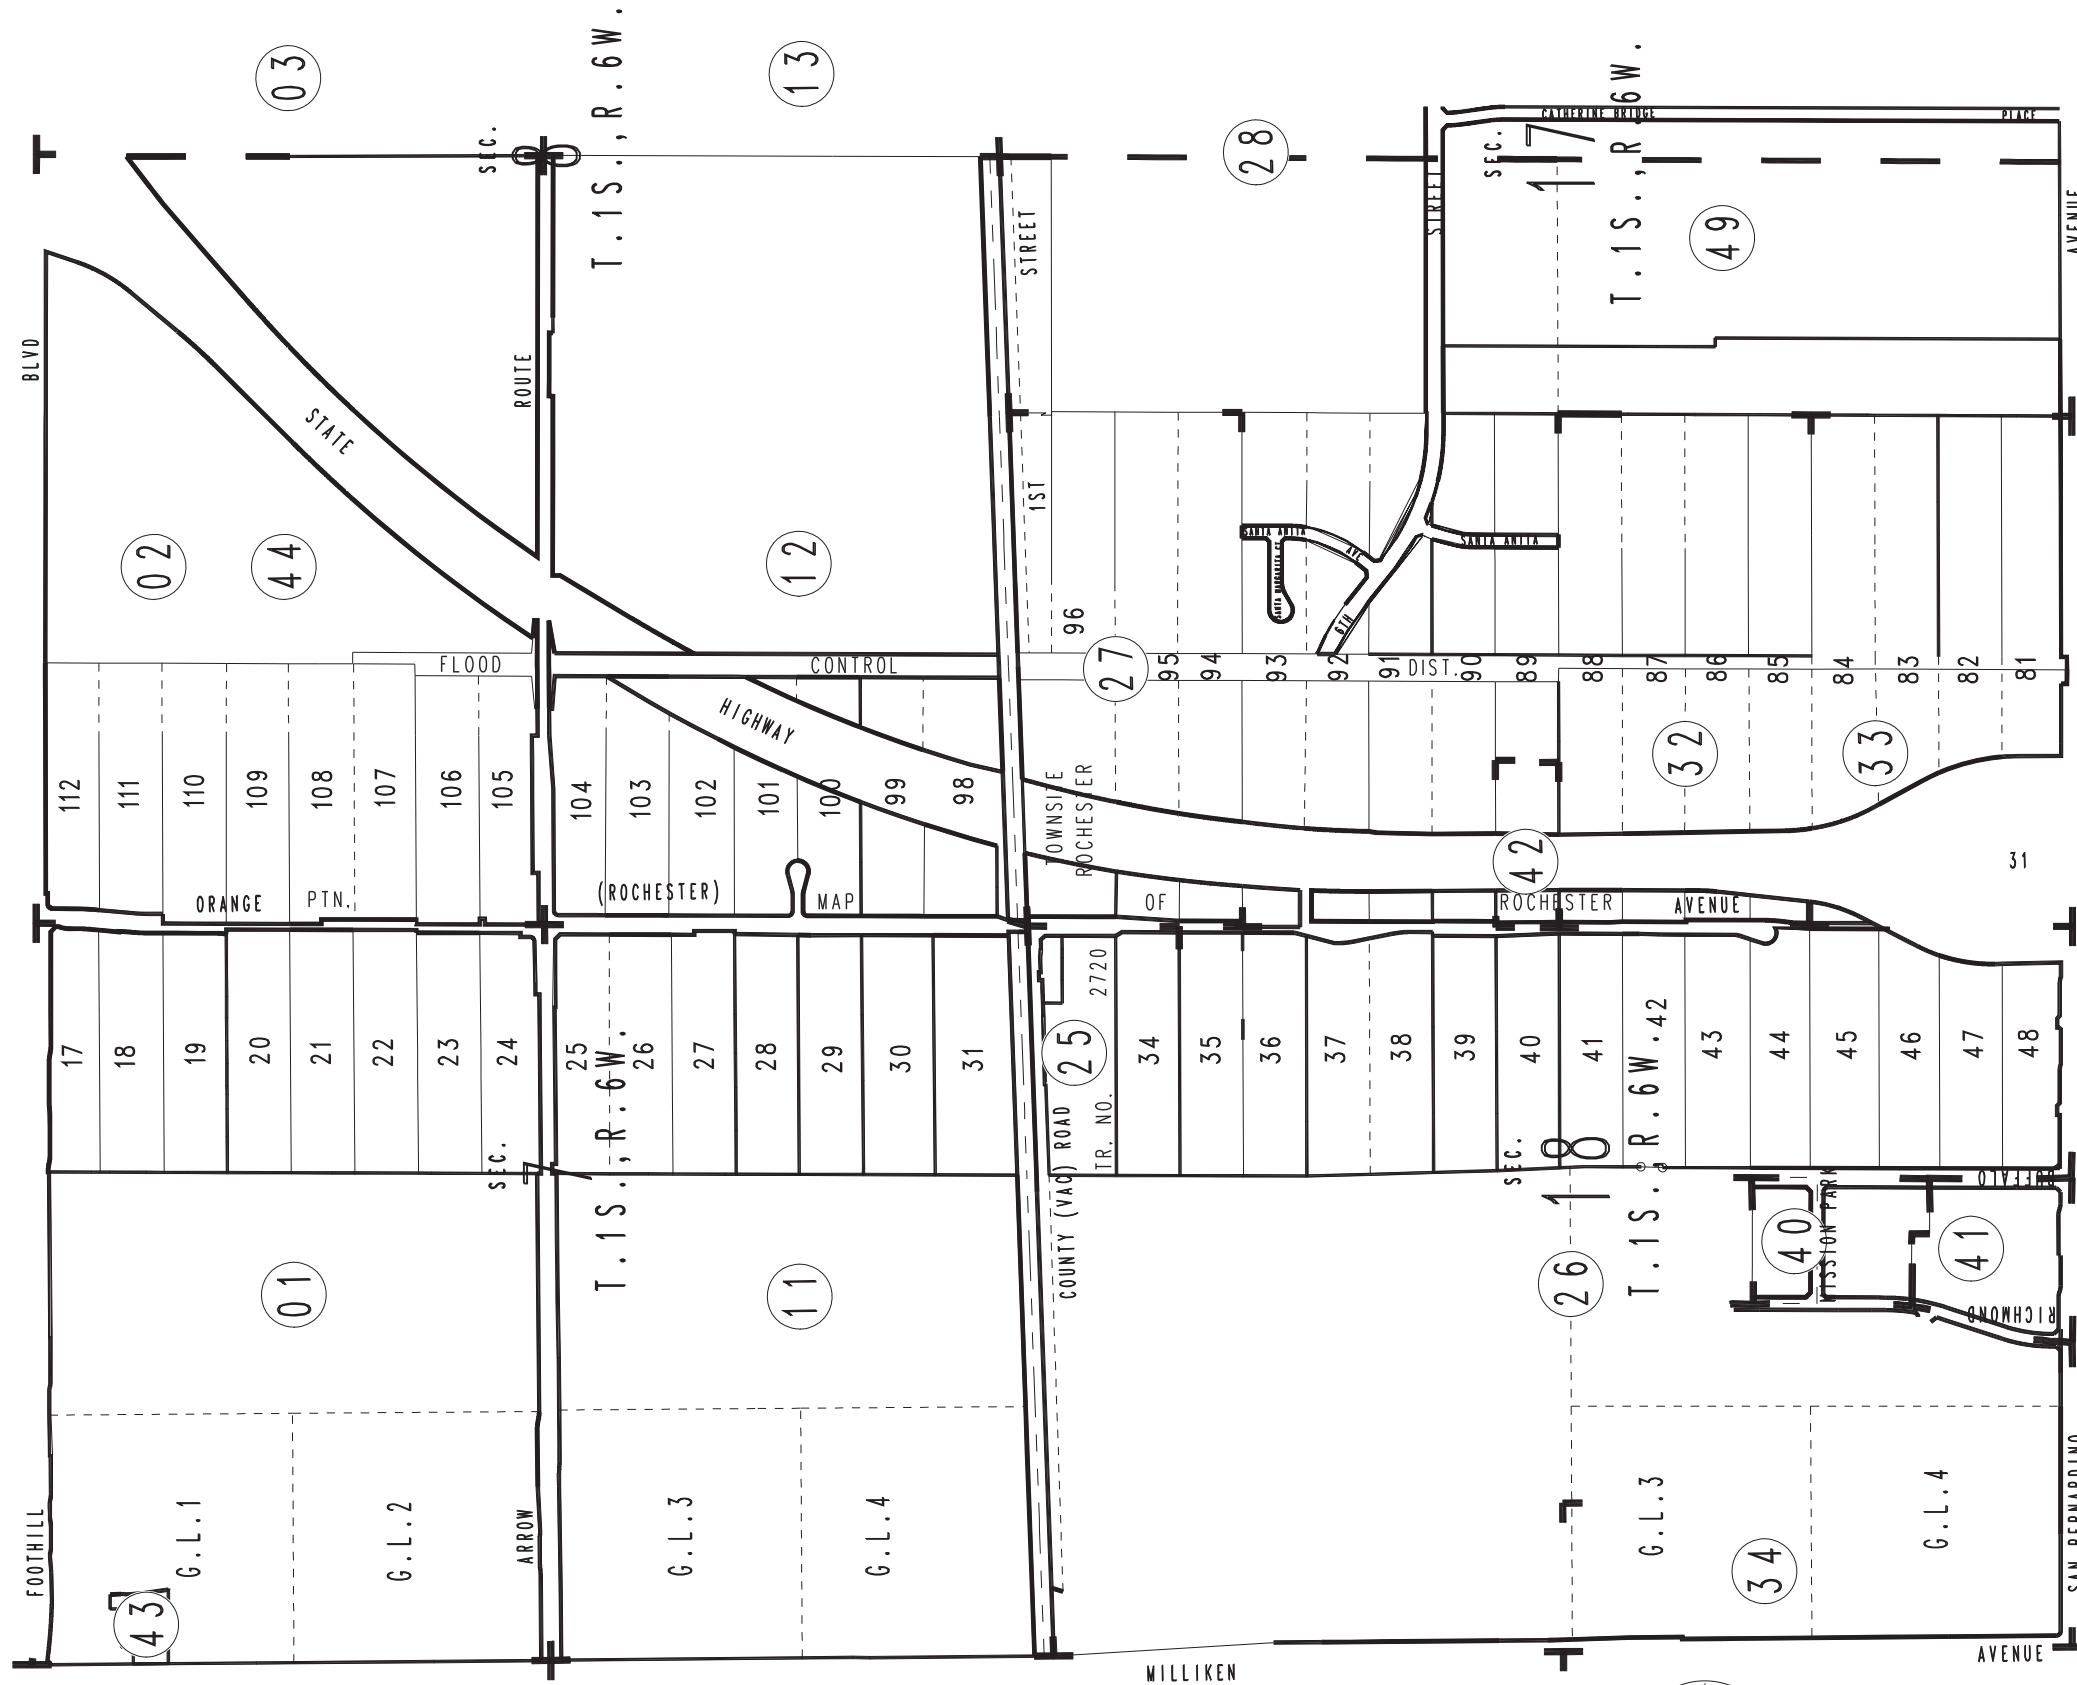 03
13
28
SEC.
T.1S.,R.6W.
CATHERINE BRIDGE
PLACE
SEC.
17
T.1S.,R.6W.
49
STREET
STREET
AVENUE
BLVD
ROUTE
STATE
1ST
02
44
12
SANTA ANITA
AVE
SANTA MARGARITA CT
SANTA ANITA
6TH
96
FLOOD
CONTROL
27
95
94
93
92
91
DIST.
90
89
88
87
86
85
84
83
82
81
HIGHWAY
32
33
112
111
110
109
108
107
106
105
104
103
102
101
100
99
98
TOWNSITE
ROCHESTER
42
31
ORANGE
PTN.
(ROCHESTER)
MAP
OF
ROCHESTER
AVENUE
2720
17
18
19
20
21
22
23
24
25
26
27
28
29
30
31
25
34
35
36
37
38
39
40
41
42
43
44
45
46
47
48
TR. NO.
SEC.
7
T.1S.,R.6W.
COUNTY (VAC) ROAD
SEC.
18
T.1S.,R.6W.
BUFFALO
MISSION PARK
40
41
01
11
26
RICHMOND
FOOTHILL
G.L.1
G.L.2
ARROW
G.L.3
G.L.4
G.L.3
G.L.4
SAN BERNARDINO
43
34
MILLIKEN
AVENUE